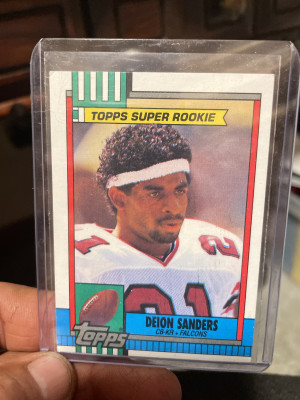 TOPPS SUPER ROOKIE
21
21
DEION SANDERS
CB-KR • FALCONS
Topps